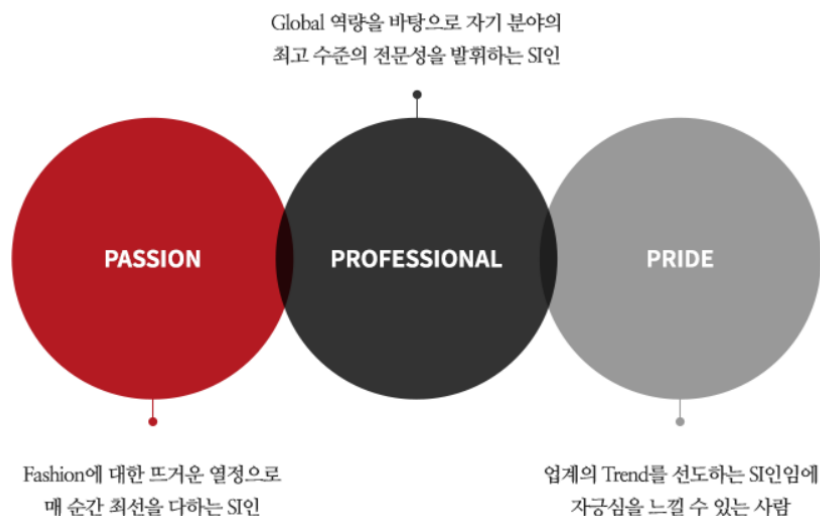 Global 역량을 바탕으로 자기 분야의
최고 수준의 전문성을 발휘하는 SI인
PASSION
PROFESSIONAL
PRIDE
Fashion에 대한 뜨거운 열정으로
매 순간 최선을 다하는 SI인
업계의 Trend를 선도하는 SI인임에
자긍심을 느낄 수 있는 사람